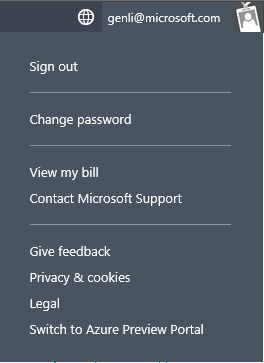 genli@microsoft.com
Sign out
Change password
View my bill
Contact Microsoft Support
Give feedback
Privacy & cookies
Legal
Switch to Azure Preview Portal